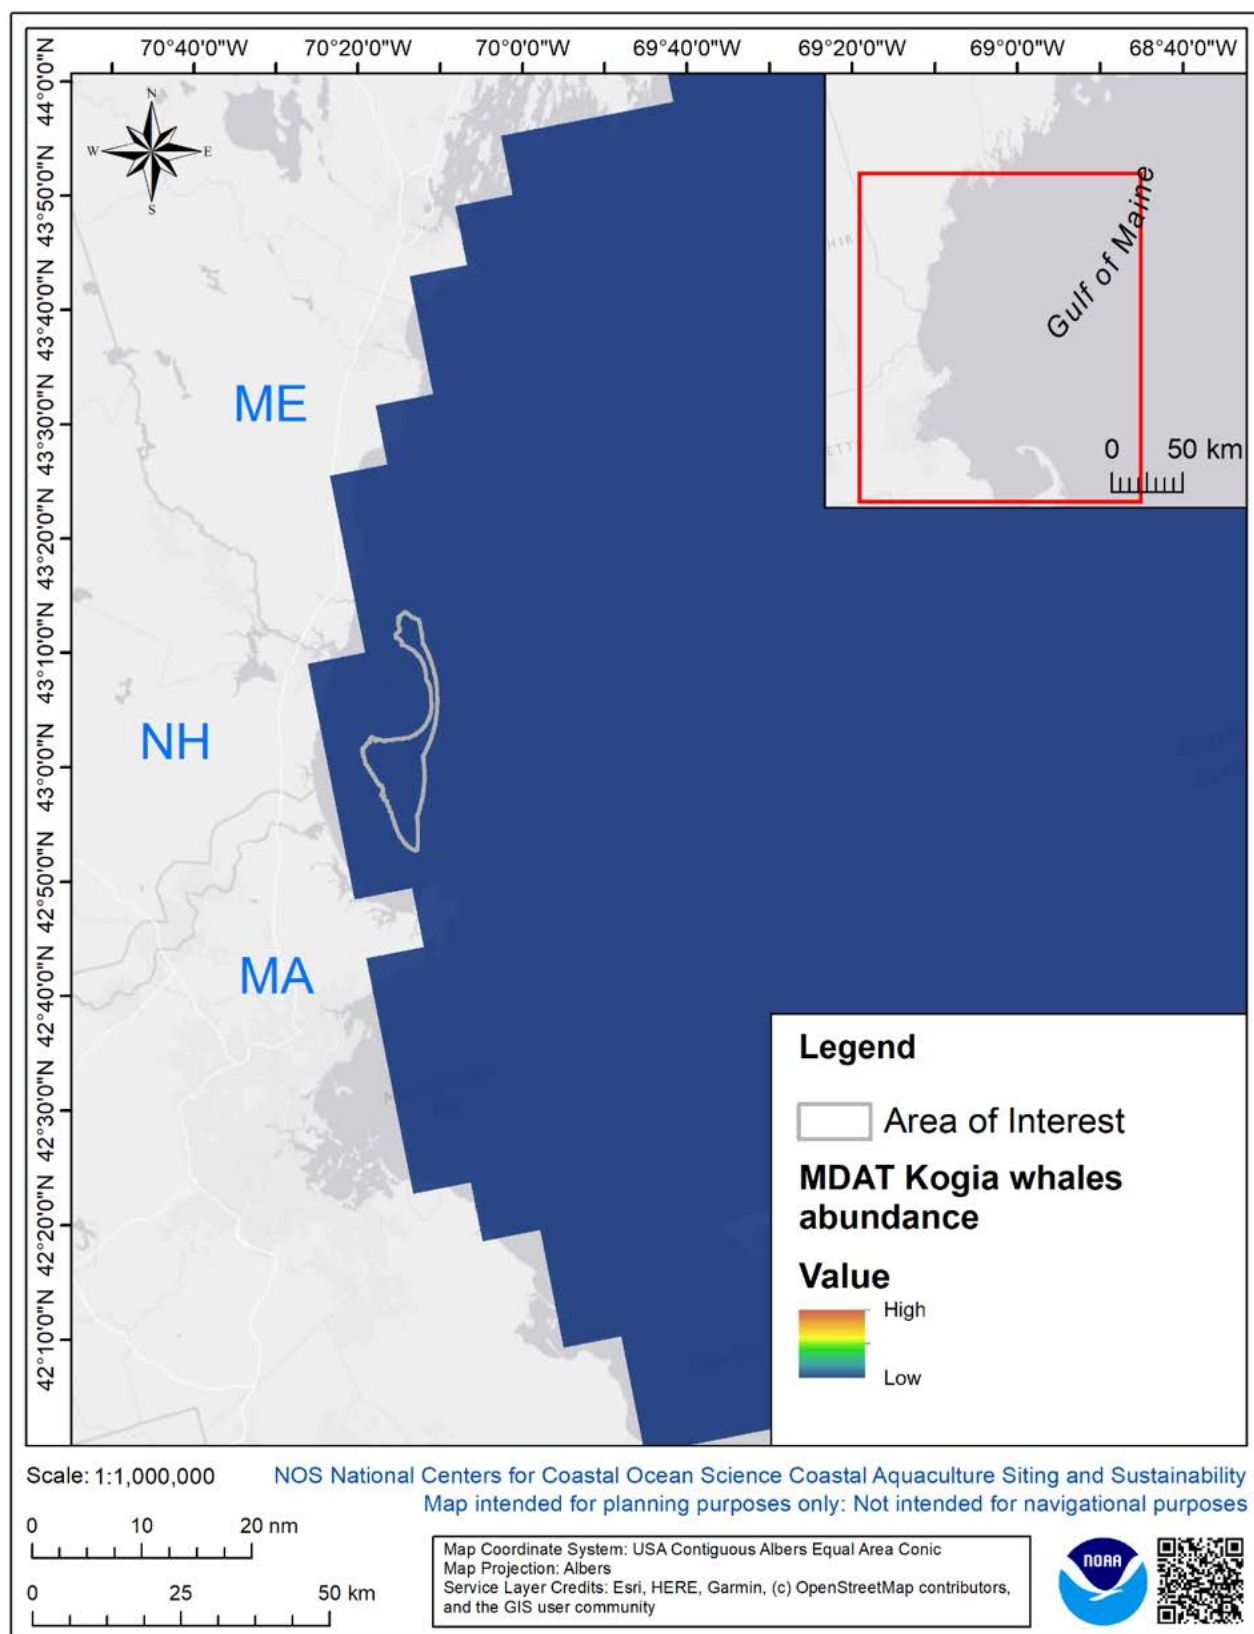 70°40'0"W 70°20'0"W 70°0'0"W 69°40'0"W 69°20'0"W 69°0'0"W 68°40'0"W
44°0'0"N
43°50'0"N
43°40'0"N
43°30'0"N
43°20'0"N
43°10'0"N
43°0'0"N
42°50'0"N
42°40'0"N
42°30'0"N
42°20'0"N
42°10'0"N
N
W E
S
Gulf of Maine
0 50 km
ME
NH
MA
Legend
Area of Interest
MDAT Kogia whales
abundance
Value
High
Low
Scale: 1:1,000,000
NOS National Centers for Coastal Ocean Science Coastal Aquaculture Siting and Sustainability
Map intended for planning purposes only: Not intended for navigational purposes
0 10 20 nm
0 25 50 km
Map Coordinate System: USA Contiguous Albers Equal Area Conic
Map Projection: Albers
Service Layer Credits: Esri, HERE, Garmin, (c) OpenStreetMap contributors,
and the GIS user community
NOAA